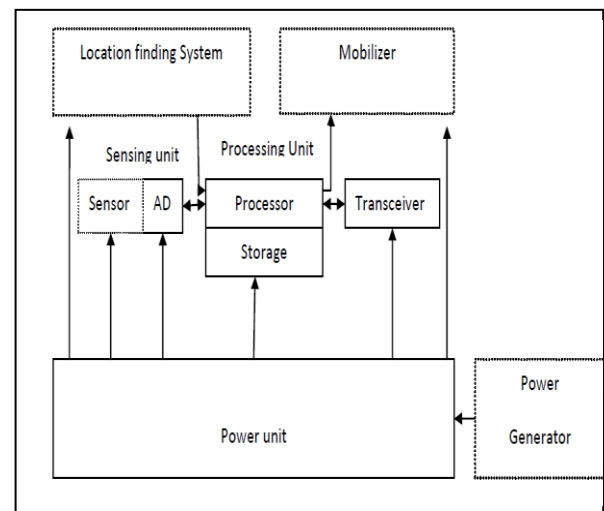 Location finding System
Mobilizer
Sensing unit
Processing Unit
Sensor
AD
Processor
Transceiver
Storage
Power unit
Power
Generator